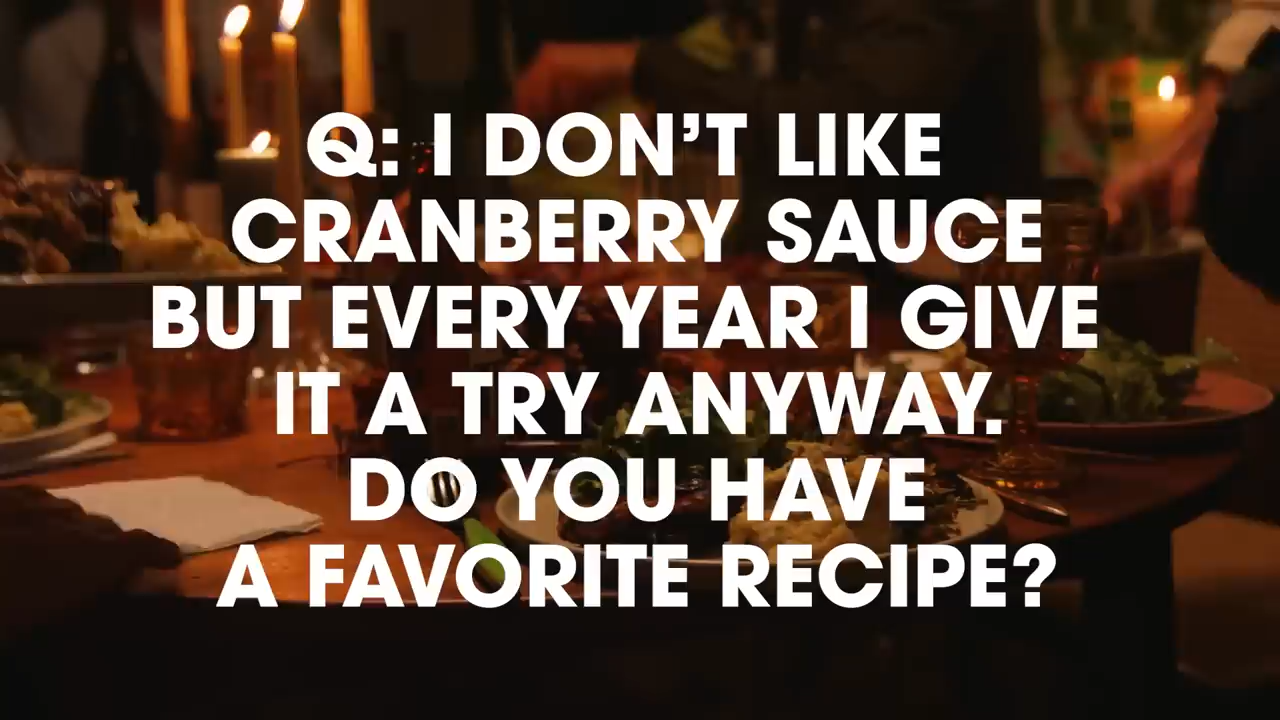 Q: I DON’T LIKE
CRANBERRY SAUCE
BUT EVERY YEAR I GIVE
IT A TRY ANYWAY.
DO YOU HAVE
A FAVORITE RECIPE?